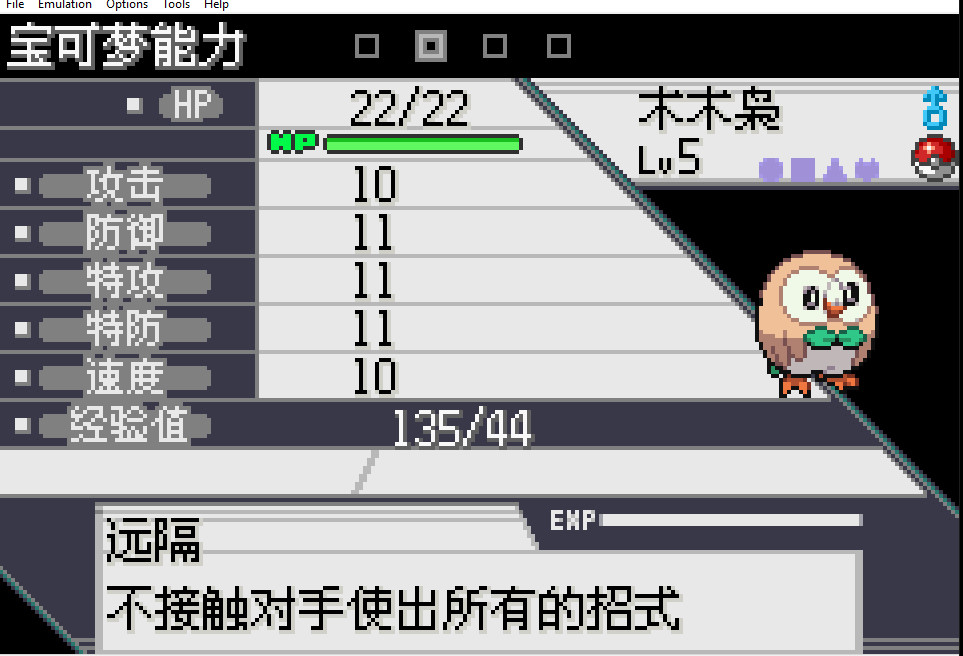 File Emulation Options Tools Help
宝可梦能力
HP 22/22
木木枭
HP
Lv5
攻击 10
防御 11
特攻 11
特防 11
速度 10
经验值 135/44
EXP
远隔
不接触对手使出所有的招式